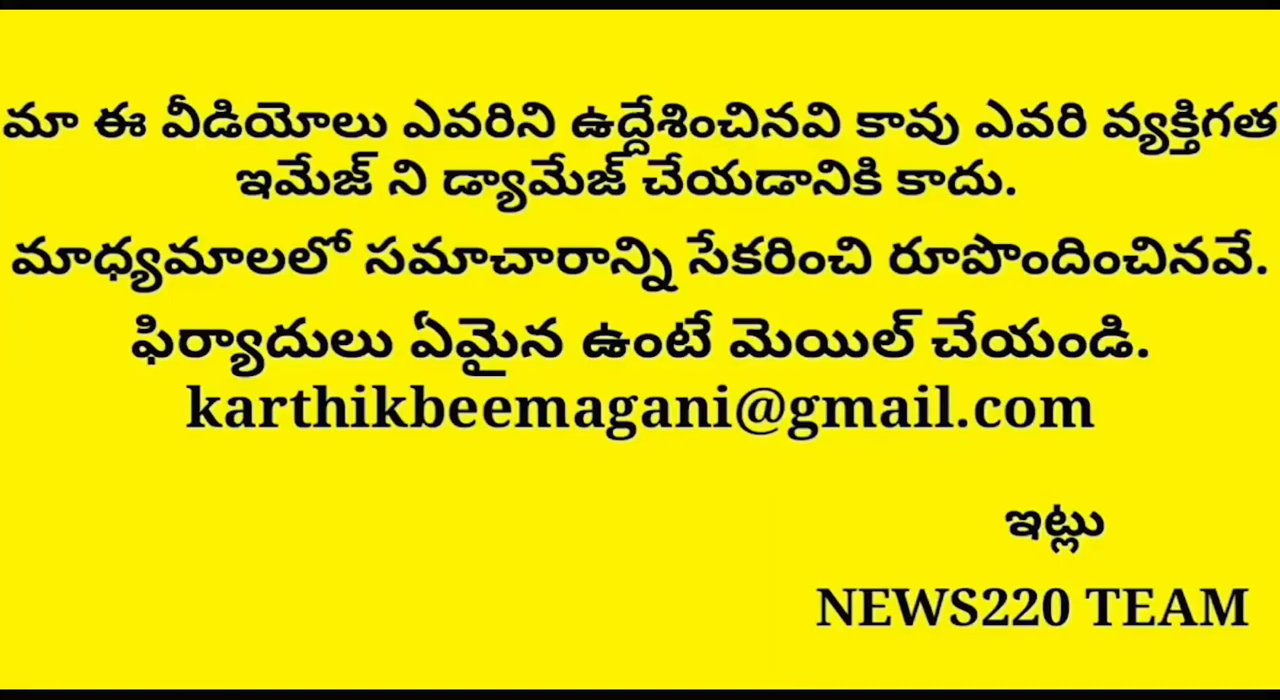 మా ఈ వీడియోలు ఎవరిని ఉద్దేశించినవి కావు ఎవరి వ్యక్తిగత
ఇమేజ్ ని డ్యామేజ్ చేయడానికి కాదు.
మాధ్యమాలలో సమాచారాన్ని సేకరించి రూపొందించినవే.
ఫిర్యాదులు ఏమైన ఉంటే మెయిల్ చేయండి.
karthikbeemagani@gmail.com
ఇట్లు
NEWS220 TEAM